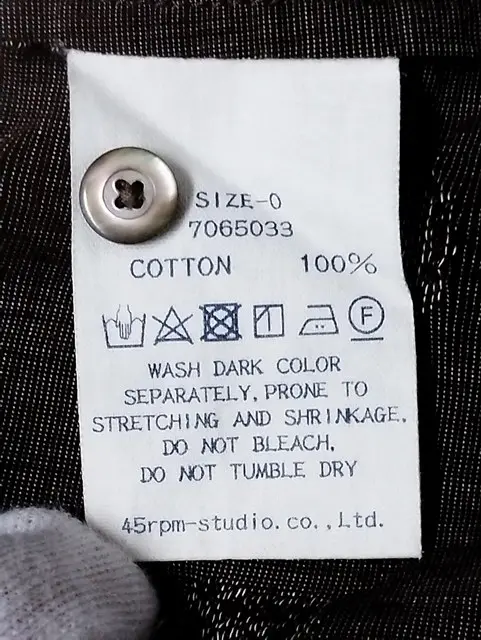 SIZE-0
7065033
COTTON 100%
F
WASH DARK COLOR
SEPARATELY, PRONE TO
STRETCHING AND SHRINKAGE.
DO NOT BLEACH.
DO NOT TUMBLE DRY
45rpm-studio.co.,Ltd.